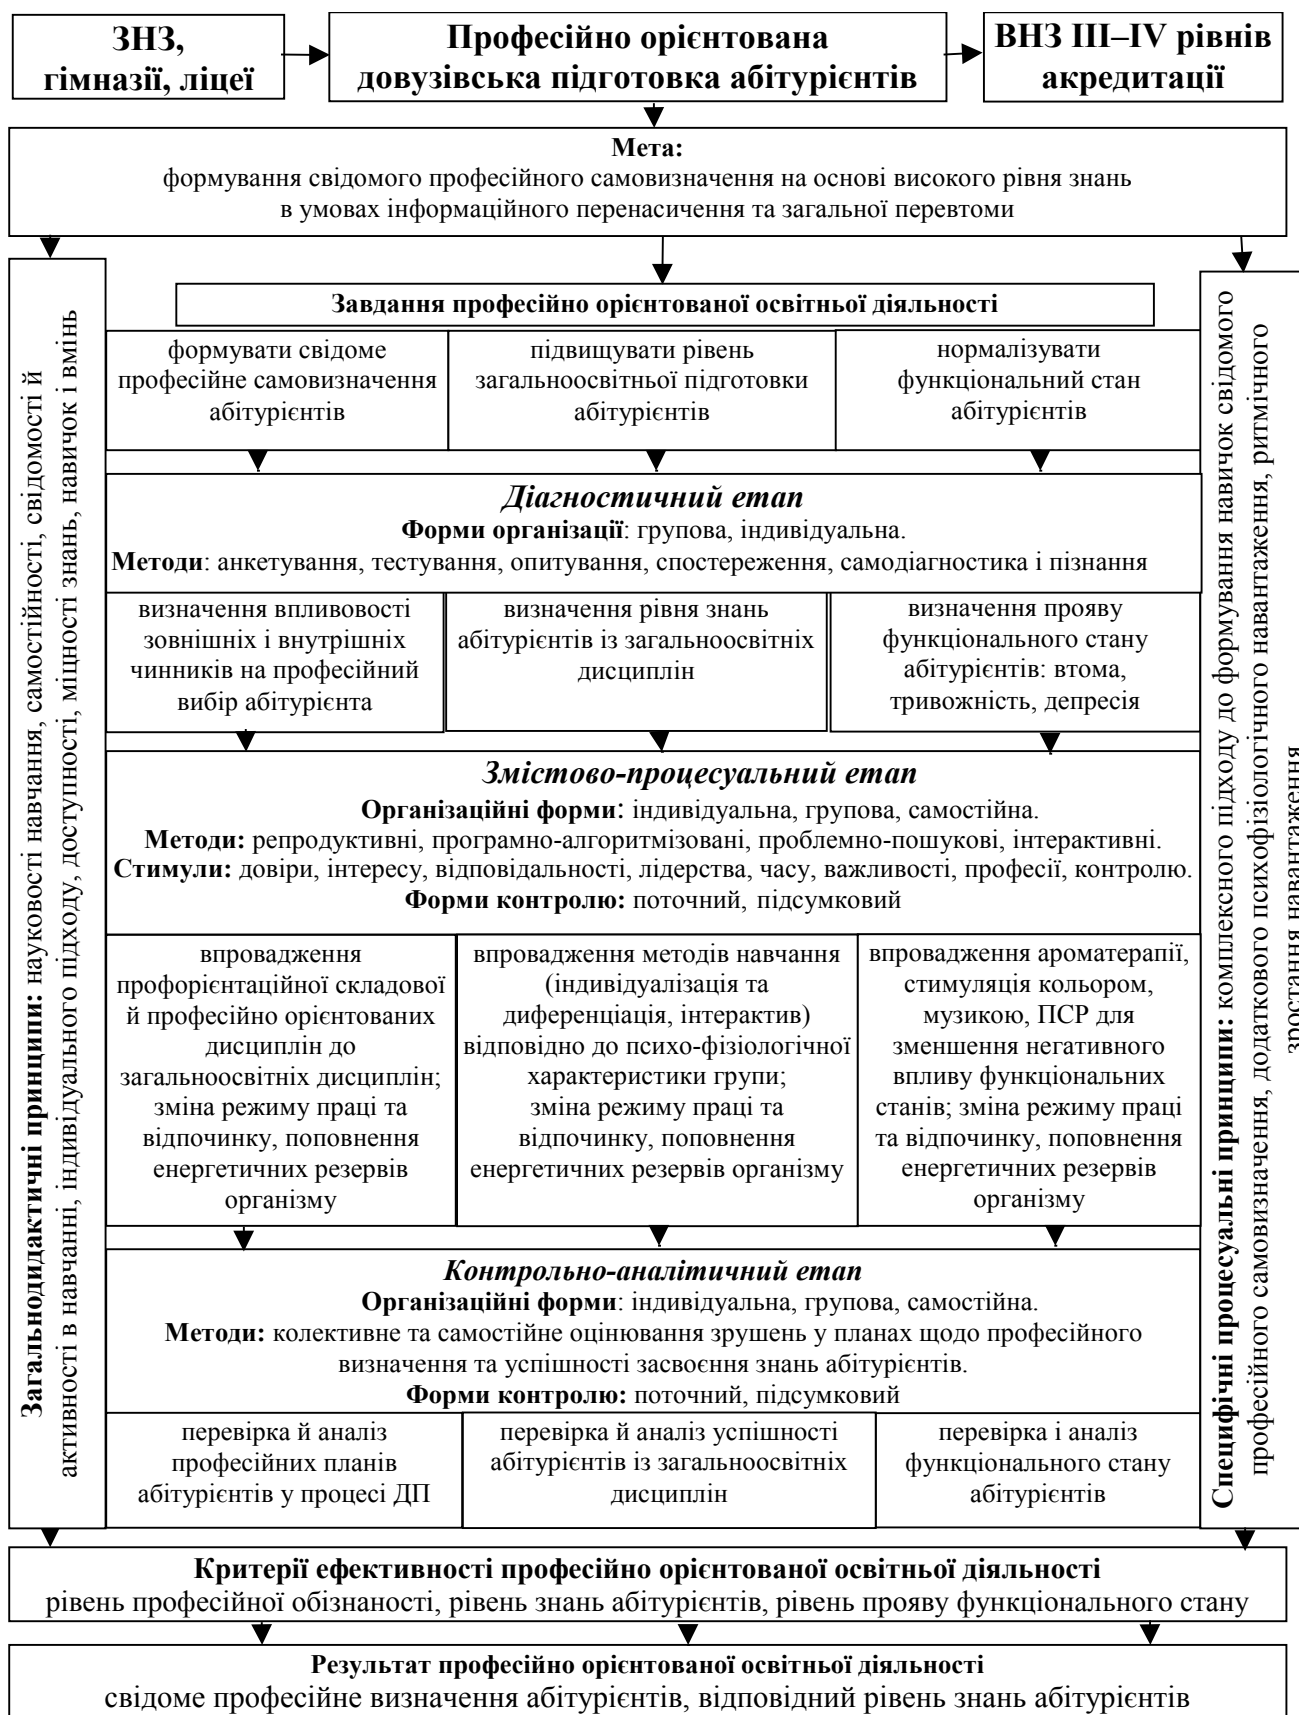 ЗНЗ,
гімназії, ліцеї
Професійно орієнтована
довузівська підготовка абітурієнтів
ВНЗ III–IV рівнів
акредитації
Мета:
формування свідомого професійного самовизначення на основі високого рівня знань
в умовах інформаційного перенасичення та загальної перевтоми
Загальнодидактичні принципи: науковості навчання, самостійності, свідомості й
активності в навчанні, індивідуального підходу, доступності, міцності знань, навичок і вмінь
Завдання професійно орієнтованої освітньої діяльності
формувати свідоме
професійне самовизначення
абітурієнтів
підвищувати рівень
загальноосвітньої підготовки
абітурієнтів
нормалізувати
функціональний стан
абітурієнтів
Діагностичний етап
Форми організації: групова, індивідуальна.
Методи: анкетування, тестування, опитування, спостереження, самодіагностика і пізнання
визначення впливовості
зовнішніх і внутрішніх
чинників на професійний
вибір абітурієнта
визначення рівня знань
абітурієнтів із загальноосвітніх
дисциплін
визначення прояву
функціонального стану
абітурієнтів: втома,
тривожність, депресія
Змістово-процесуальний етап
Організаційні форми: індивідуальна, групова, самостійна.
Методи: репродуктивні, програмно-алгоритмізовані, проблемно-пошукові, інтерактивні.
Стимули: довіри, інтересу, відповідальності, лідерства, часу, важливості, професії, контролю.
Форми контролю: поточний, підсумковий
впровадження
профорієнтаційної складової
й професійно орієнтованих
дисциплін до
загальноосвітніх дисциплін;
зміна режиму праці та
відпочинку, поповнення
енергетичних резервів
організму
впровадження методів навчання
(індивідуалізація та
диференціація, інтерактив)
відповідно до психо-фізіологічної
характеристики групи;
зміна режиму праці та
відпочинку, поповнення
енергетичних резервів організму
впровадження ароматерапії,
стимуляція кольором,
музикою, ПСР для
зменшення негативного
впливу функціональних
станів; зміна режиму праці
та відпочинку, поповнення
енергетичних резервів
організму
Контрольно-аналітичний етап
Організаційні форми: індивідуальна, групова, самостійна.
Методи: колективне та самостійне оцінювання зрушень у планах щодо професійного
визначення та успішності засвоєння знань абітурієнтів.
Форми контролю: поточний, підсумковий
перевірка й аналіз
професійних планів
абітурієнтів у процесі ДП
перевірка й аналіз успішності
абітурієнтів із загальноосвітніх
дисциплін
перевірка і аналіз
функціонального стану
абітурієнтів
Специфічні процесуальні принципи: комплексного підходу до формування навичок свідомого
професійного самовизначення, додаткового психофізіологічного навантаження, ритмічного
зростання навантаження
Критерії ефективності професійно орієнтованої освітньої діяльності
рівень професійної обізнаності, рівень знань абітурієнтів, рівень прояву функціонального стану
Результат професійно орієнтованої освітньої діяльності
свідоме професійне визначення абітурієнтів, відповідний рівень знань абітурієнтів